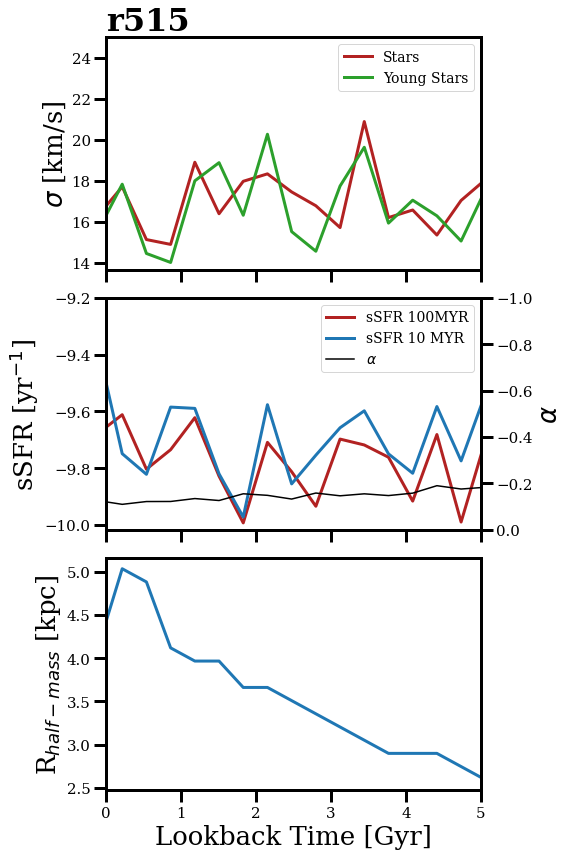 r515
24
22
20
18
16
14
σ [km/s]
Stars
Young Stars
−9.2
−9.4
−9.6
−9.8
−10.0
sSFR [yr⁻¹]
sSFR 100MYR
sSFR 10 MYR
α
−1.0
−0.8
−0.6
−0.4
−0.2
0.0
α
5.0
4.5
4.0
3.5
3.0
2.5
R_half−mass [kpc]
0 1 2 3 4 5
Lookback Time [Gyr]